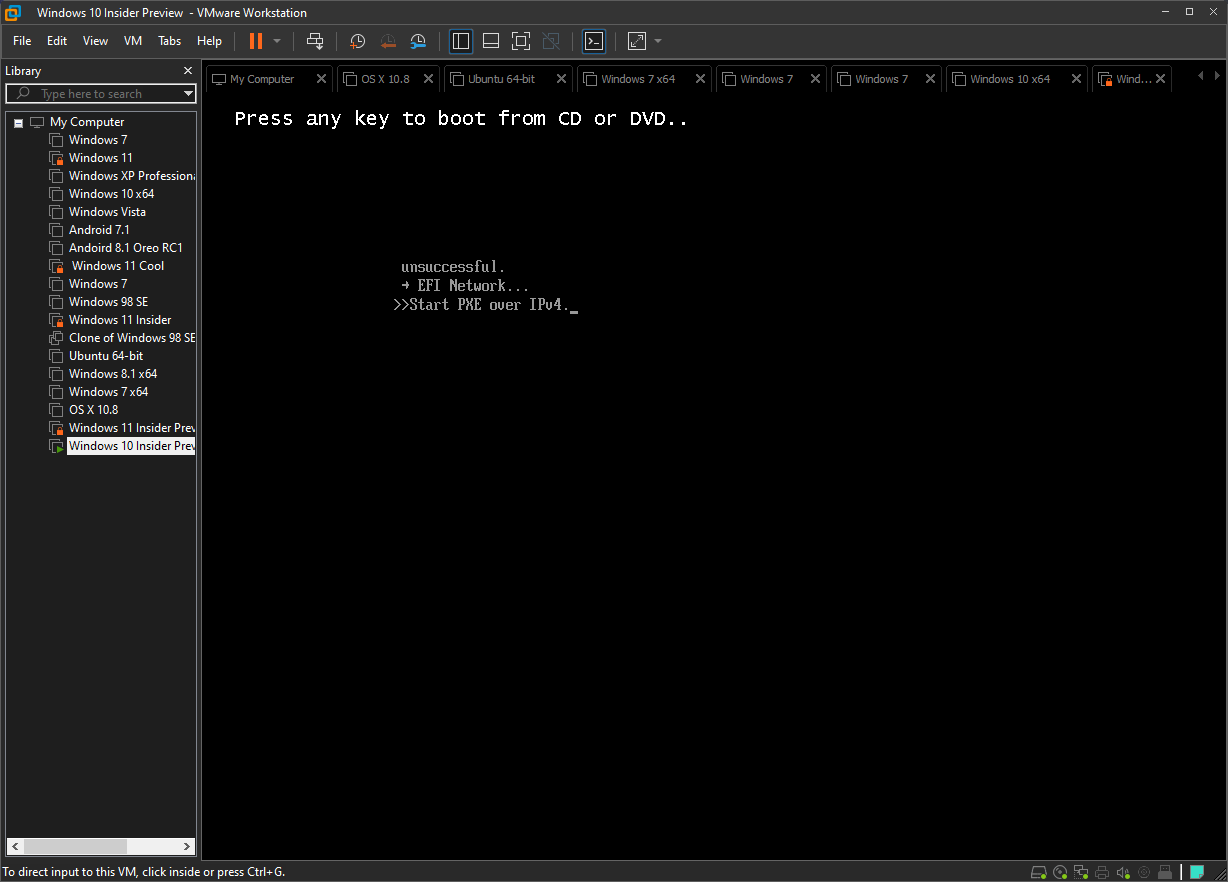 Windows 10 Insider Preview - VMware Workstation
File Edit View VM Tabs Help
Library
Type here to search
My Computer
Windows 7
Windows 11
Windows XP Professiona
Windows 10 x64
Windows Vista
Android 7.1
Andoird 8.1 Oreo RC1
Windows 11 Cool
Windows 7
Windows 98 SE
Windows 11 Insider
Clone of Windows 98 SE
Ubuntu 64-bit
Windows 8.1 x64
Windows 7 x64
OS X 10.8
Windows 11 Insider Prev
Windows 10 Insider Prev
My Computer OS X 10.8 Ubuntu 64-bit Windows 7 x64 Windows 7 Windows 7 Windows 10 x64 Wind...
Press any key to boot from CD or DVD..
unsuccessful.
→ EFI Network...
>>Start PXE over IPv4._
To direct input to this VM, click inside or press Ctrl+G.